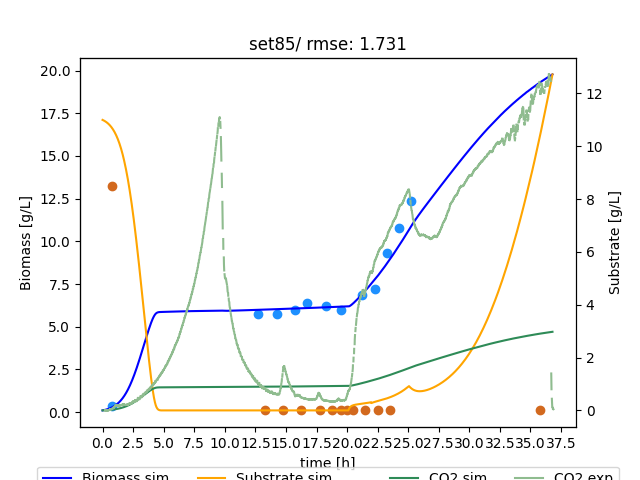 set85/ rmse: 1.731
20.0
17.5
15.0
12.5
10.0
7.5
5.0
2.5
0.0
Biomass [g/L]
12
10
8
6
4
2
0
Substrate [g/L]
0.0 2.5 5.0 7.5 10.0 12.5 15.0 17.5 20.0 22.5 25.0 27.5 30.0 32.5 35.0 37.5
time [h]
Biomass sim Substrate sim CO2 sim CO2 exp